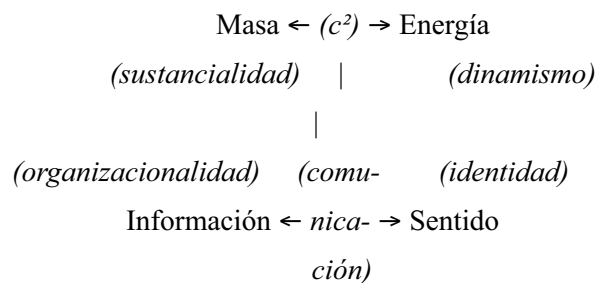 Masa ← (c²) → Energía
(sustancialidad) | (dinamismo)
|
(organizacionalidad) (comu- (identidad)
Información ← nica- → Sentido
ción)